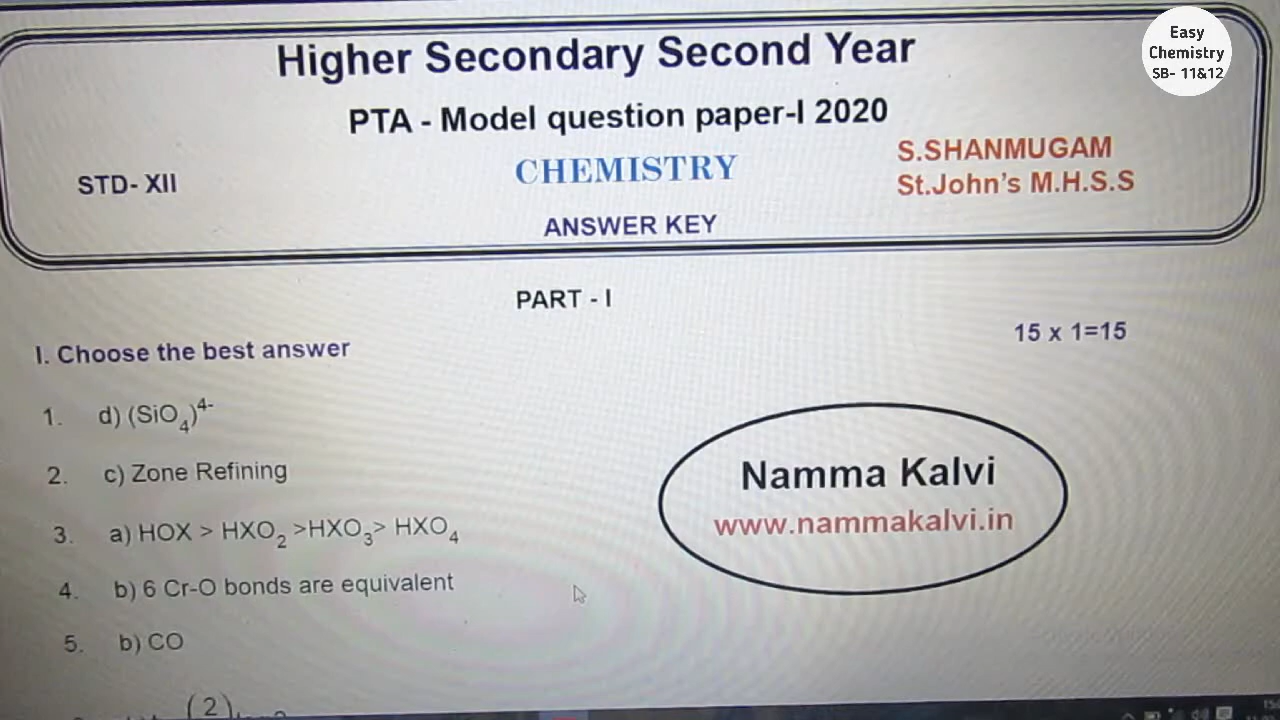 Easy
Chemistry
SB- 11&12
Higher Secondary Second Year
PTA - Model question paper-I 2020
STD- XII
CHEMISTRY
S.SHANMUGAM
St.John's M.H.S.S
ANSWER KEY
PART - I
I. Choose the best answer
15 x 1=15
1. d) (SiO₄)⁴⁻
2. c) Zone Refining
3. a) HOX > HXO₂ >HXO₃> HXO₄
4. b) 6 Cr-O bonds are equivalent
5. b) CO
Namma Kalvi
www.nammakalvi.in